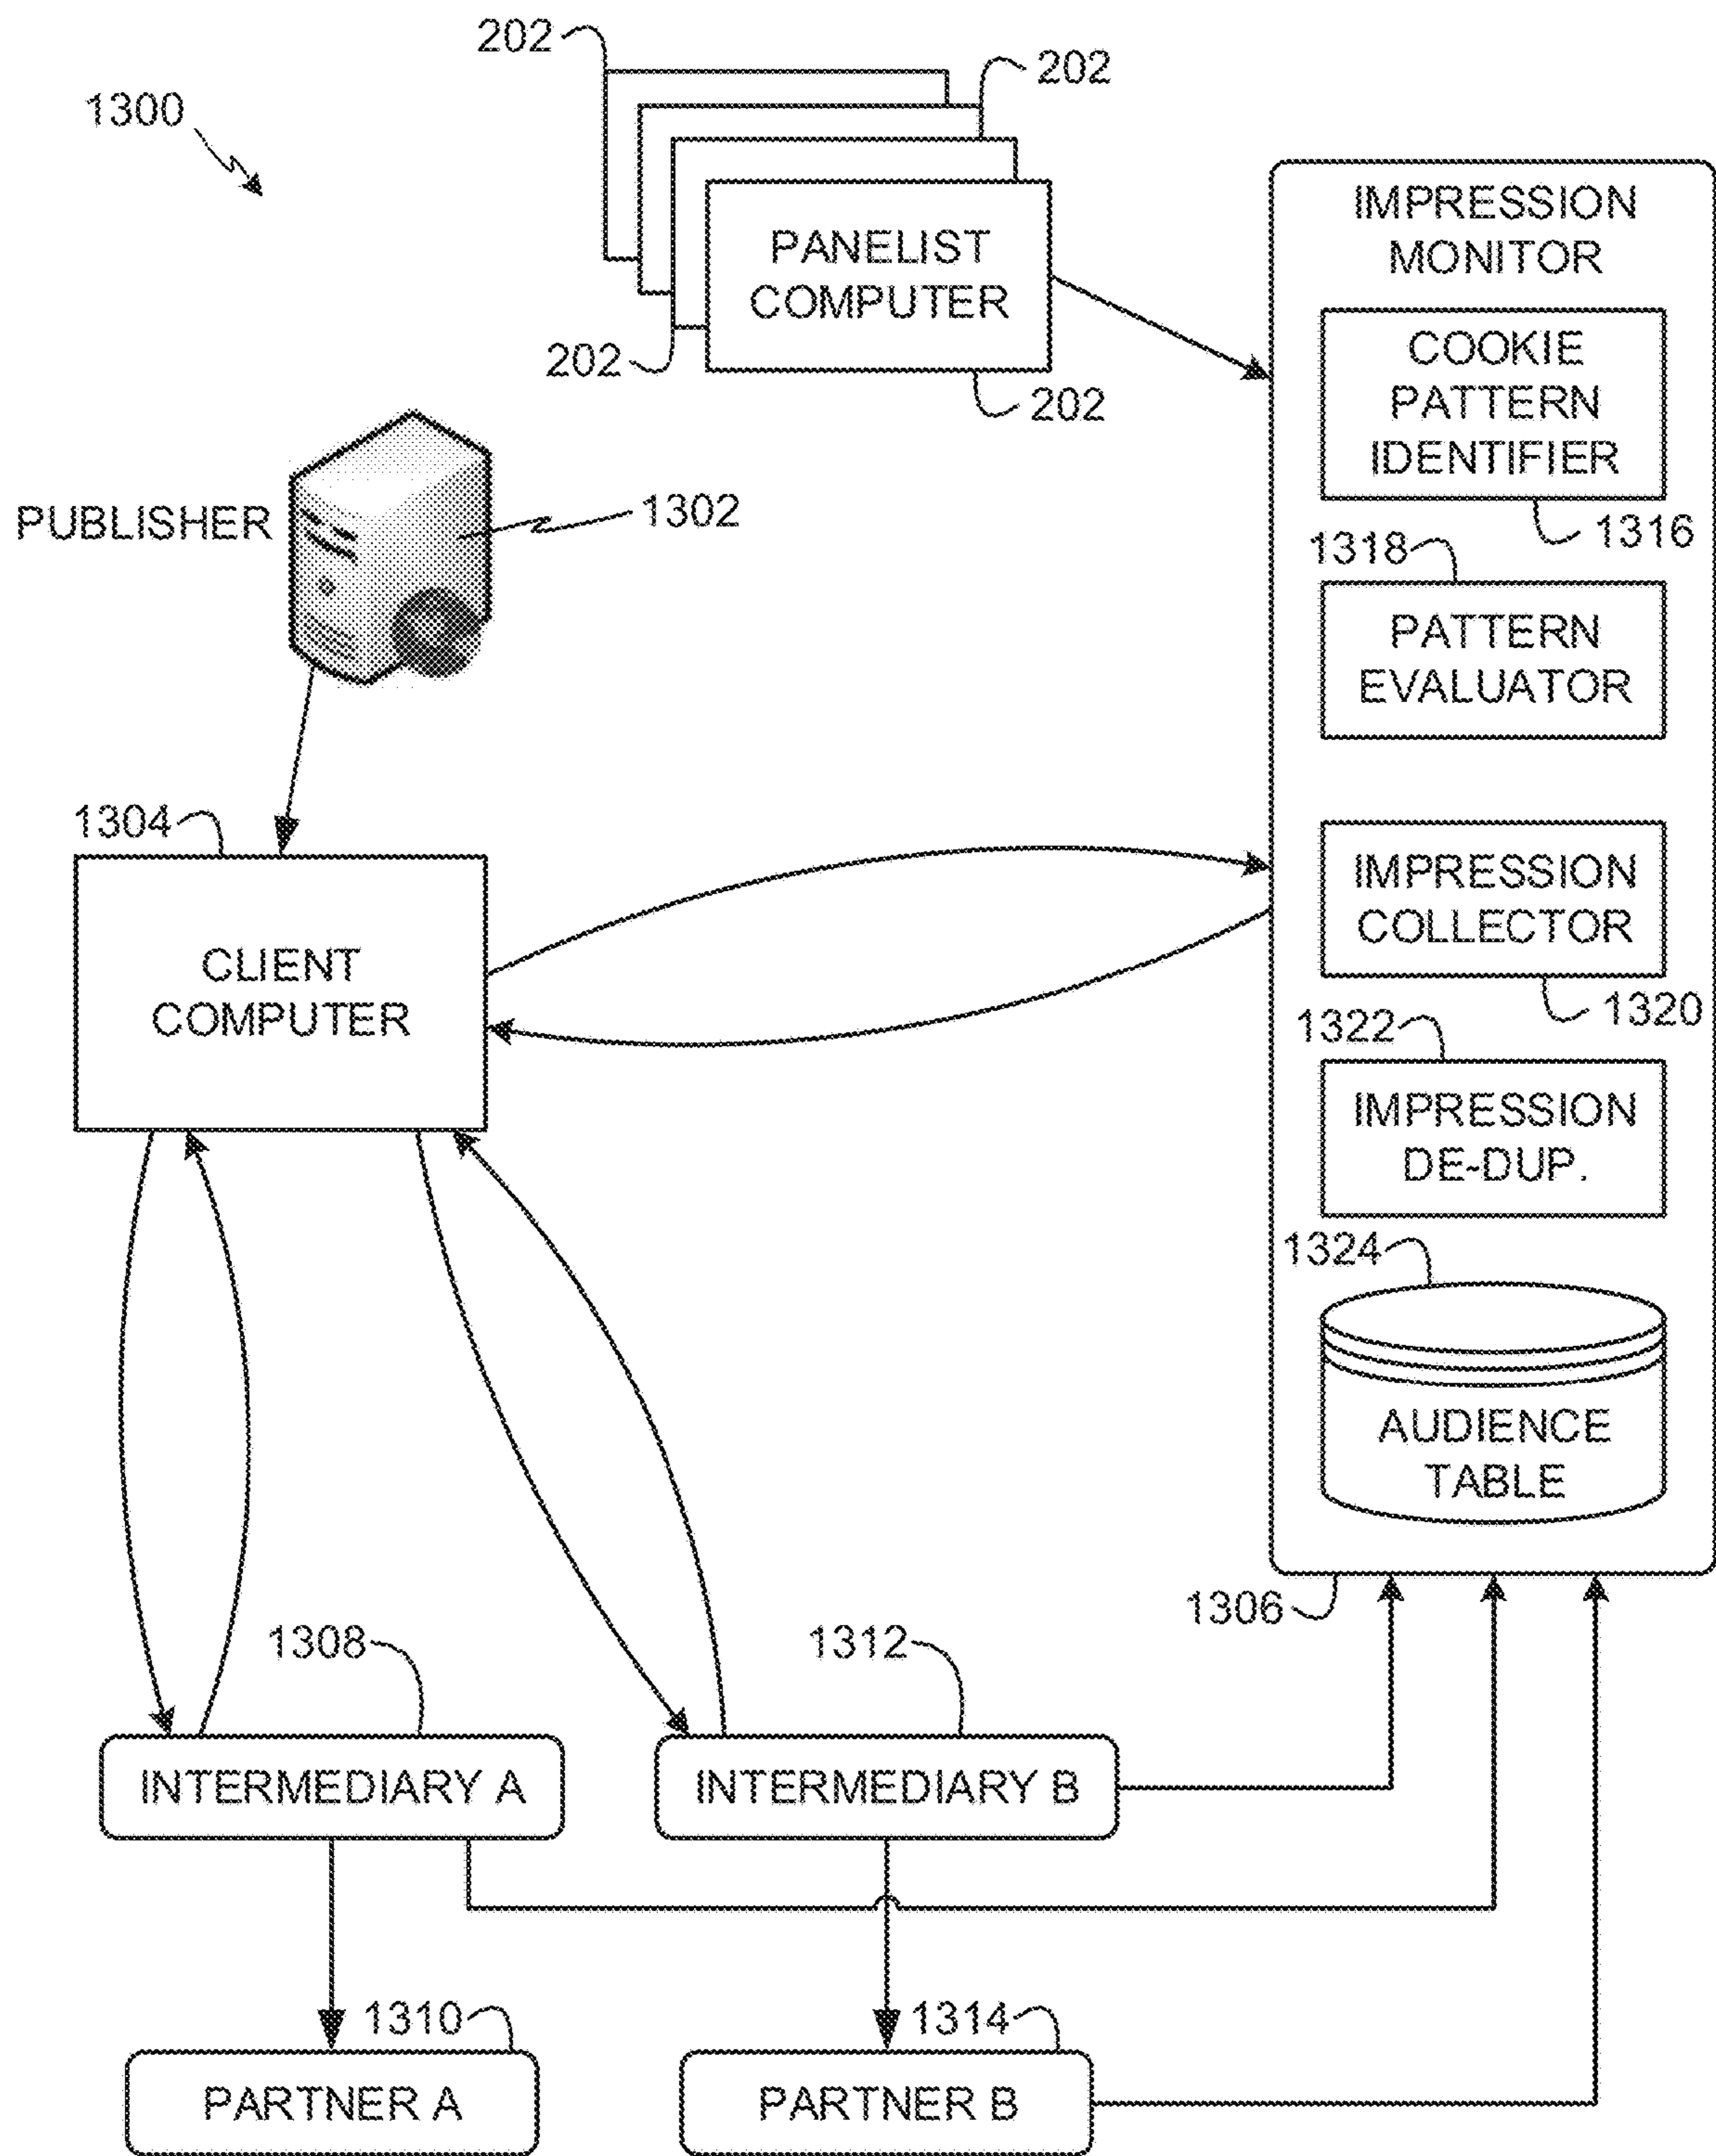 202
202
1300
PANELIST
COMPUTER
202
202
IMPRESSION
MONITOR
COOKIE
PATTERN
IDENTIFIER
1316
PUBLISHER
1302
1318
PATTERN
EVALUATOR
1304
CLIENT
COMPUTER
IMPRESSION
COLLECTOR
1320
1322
IMPRESSION
DE-DUP.
1324
AUDIENCE
TABLE
1306
1308
1312
INTERMEDIARY A
INTERMEDIARY B
1310
1314
PARTNER A
PARTNER B